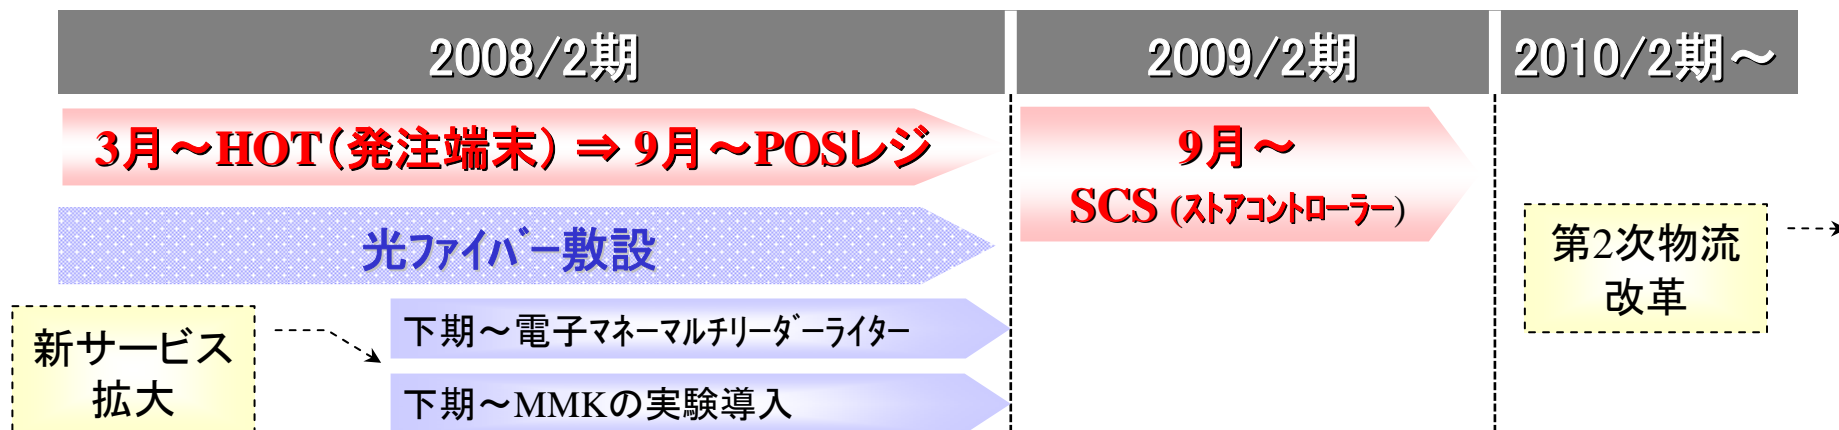 2008/2期
2009/2期
2010/2期～
3月～HOT(発注端末) ⇒ 9月～POSレジ
9月～
SCS (ストアコントローラー)
光ファイバー敷設
第2次物流
改革
新サービス
拡大
下期～電子マネーマルチリーダーライター
下期～MMKの実験導入